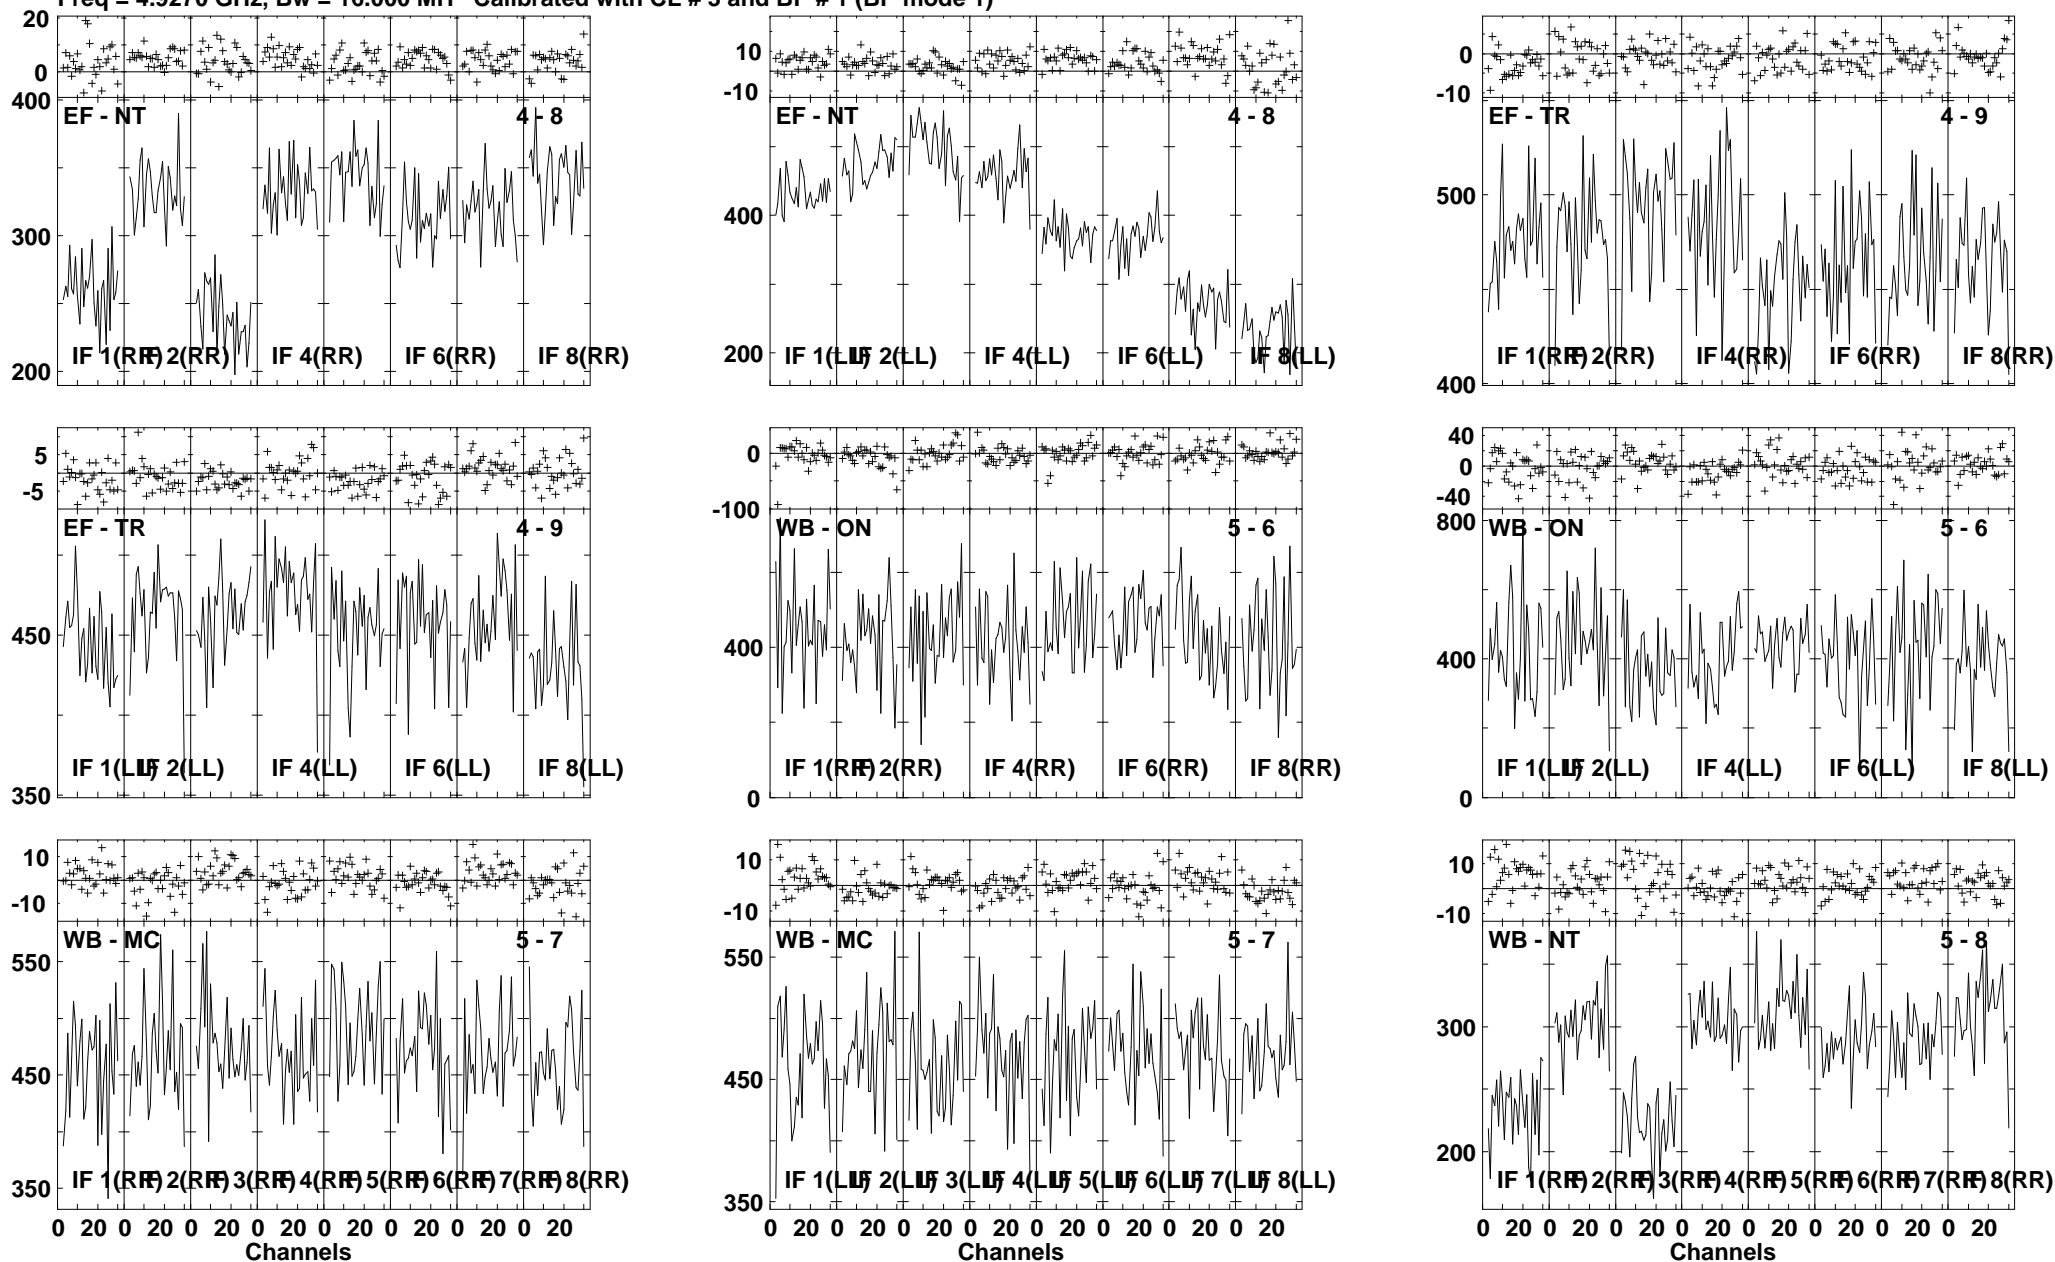 Freq = 4.9270 GHz, Bw = 16.000 MH Calibrated with CL # 3 and BP # 1 (BP mode 1)
20
0
400
300
200
EF - NT
4 - 8
IF 1(RR) IF 2(RR) IF 4(RR) IF 6(RR) IF 8(RR)
10
-10
400
200
EF - NT
4 - 8
IF 1(LL) IF 2(LL) IF 4(LL) IF 6(LL) IF 8(LL)
0
-10
500
400
EF - TR
4 - 9
IF 1(RR) IF 2(RR) IF 4(RR) IF 6(RR) IF 8(RR)
5
-5
450
350
EF - TR
4 - 9
IF 1(LL) IF 2(LL) IF 4(LL) IF 6(LL) IF 8(LL)
0
-100
400
0
WB - ON
5 - 6
IF 1(RR) IF 2(RR) IF 4(RR) IF 6(RR) IF 8(RR)
40
0
-40
800
400
0
WB - ON
5 - 6
IF 1(LL) IF 2(LL) IF 4(LL) IF 6(LL) IF 8(LL)
10
-10
550
450
350
WB - MC
5 - 7
IF 1(RR) IF 2(RR) IF 3(RR) IF 4(RR) IF 5(RR) IF 6(RR) IF 7(RR) IF 8(RR)
0 20 0 20 0 20 0 20 0 20 0 20 0 20 0 20
Channels
10
-10
550
450
350
WB - MC
5 - 7
IF 1(LL) IF 2(LL) IF 3(LL) IF 4(LL) IF 5(LL) IF 6(LL) IF 7(LL) IF 8(LL)
0 20 0 20 0 20 0 20 0 20 0 20 0 20 0 20
Channels
10
-10
300
200
WB - NT
5 - 8
IF 1(RR) IF 2(RR) IF 3(RR) IF 4(RR) IF 5(RR) IF 6(RR) IF 7(RR) IF 8(RR)
0 20 0 20 0 20 0 20 0 20 0 20 0 20 0 20
Channels